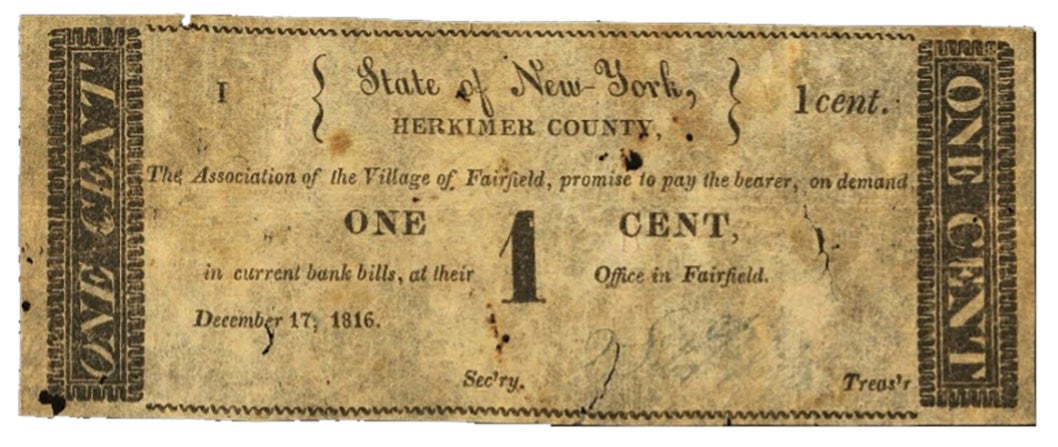 ONE CENT
I
State of New-York,
1 cent.
HERKIMER COUNTY,
The Association of the Village of Fairfield, promise to pay the bearer, on demand
ONE 1 CENT,
in current bank bills, at their Office in Fairfield.
December 17, 1816.
Sec'ry. Treas'r
ONE CENT